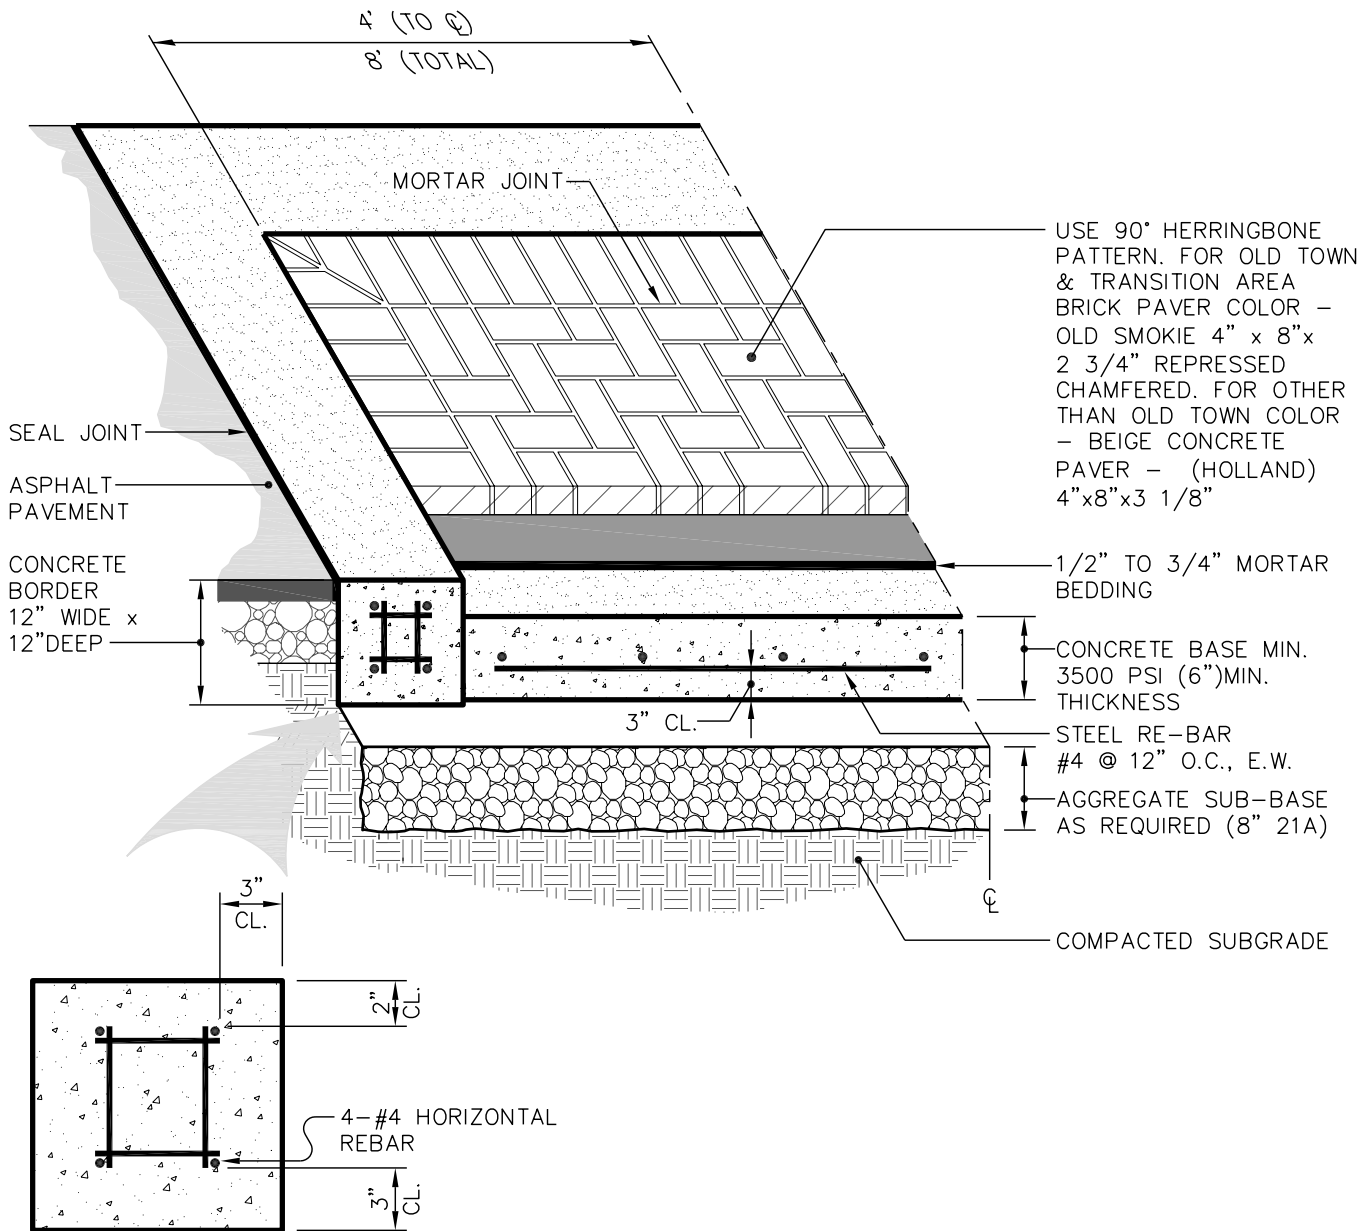 4' (TO ℄)
8' (TOTAL)
MORTAR JOINT
USE 90° HERRINGBONE
PATTERN. FOR OLD TOWN
& TRANSITION AREA
BRICK PAVER COLOR –
OLD SMOKIE 4" x 8"x
2 3/4" REPRESSED
CHAMFERED. FOR OTHER
THAN OLD TOWN COLOR
– BEIGE CONCRETE
PAVER – (HOLLAND)
4"x8"x3 1/8"
SEAL JOINT
ASPHALT
PAVEMENT
CONCRETE
BORDER
12" WIDE x
12"DEEP
1/2" TO 3/4" MORTAR
BEDDING
CONCRETE BASE MIN.
3500 PSI (6")MIN.
THICKNESS
3" CL.
STEEL RE-BAR
#4 @ 12" O.C., E.W.
AGGREGATE SUB-BASE
AS REQUIRED (8" 21A)
℄
COMPACTED SUBGRADE
3"
CL.
2"
CL.
4-#4 HORIZONTAL
REBAR
3"
CL.